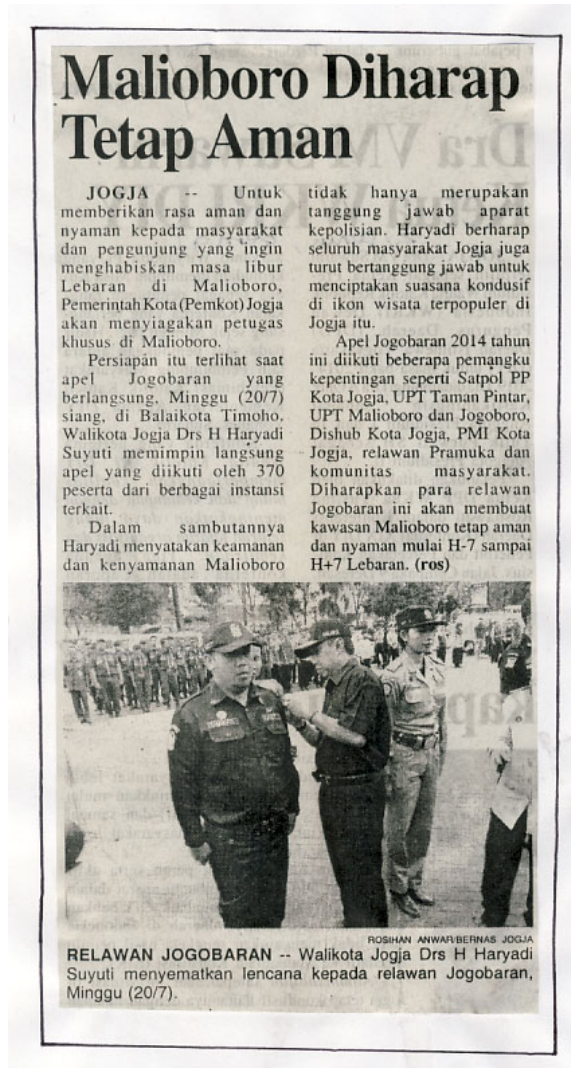 Malioboro Diharap
Tetap Aman
JOGJA -- Untuk
memberikan rasa aman dan
nyaman kepada masyarakat
dan pengunjung yang ingin
menghabiskan masa libur
Lebaran di Malioboro,
Pemerintah Kota (Pemkot) Jogja
akan menyiagakan petugas
khusus di Malioboro.
Persiapan itu terlihat saat
apel Jogobaran yang
berlangsung, Minggu (20/7)
siang, di Balaikota Timoho.
Walikota Jogja Drs H Haryadi
Suyuti memimpin langsung
apel yang diikuti oleh 370
peserta dari berbagai instansi
terkait.
Dalam sambutannya
Haryadi menyatakan keamanan
dan kenyamanan Malioboro
tidak hanya merupakan
tanggung jawab aparat
kepolisian. Haryadi berharap
seluruh masyarakat Jogja juga
turut bertanggung jawab untuk
menciptakan suasana kondusif
di ikon wisata terpopuler di
Jogja itu.
Apel Jogobaran 2014 tahun
ini diikuti beberapa pemangku
kepentingan seperti Satpol PP
Kota Jogja, UPT Taman Pintar,
UPT Malioboro dan Jogoboro,
Dishub Kota Jogja, PMI Kota
Jogja, relawan Pramuka dan
komunitas masyarakat.
Diharapkan para relawan
Jogobaran ini akan membuat
kawasan Malioboro tetap aman
dan nyaman mulai H-7 sampai
H+7 Lebaran. (ros)
ROSIHAN ANWAR/BERNAS JOGJA
RELAWAN JOGOBARAN -- Walikota Jogja Drs H Haryadi
Suyuti menyematkan lencana kepada relawan Jogobaran,
Minggu (20/7).